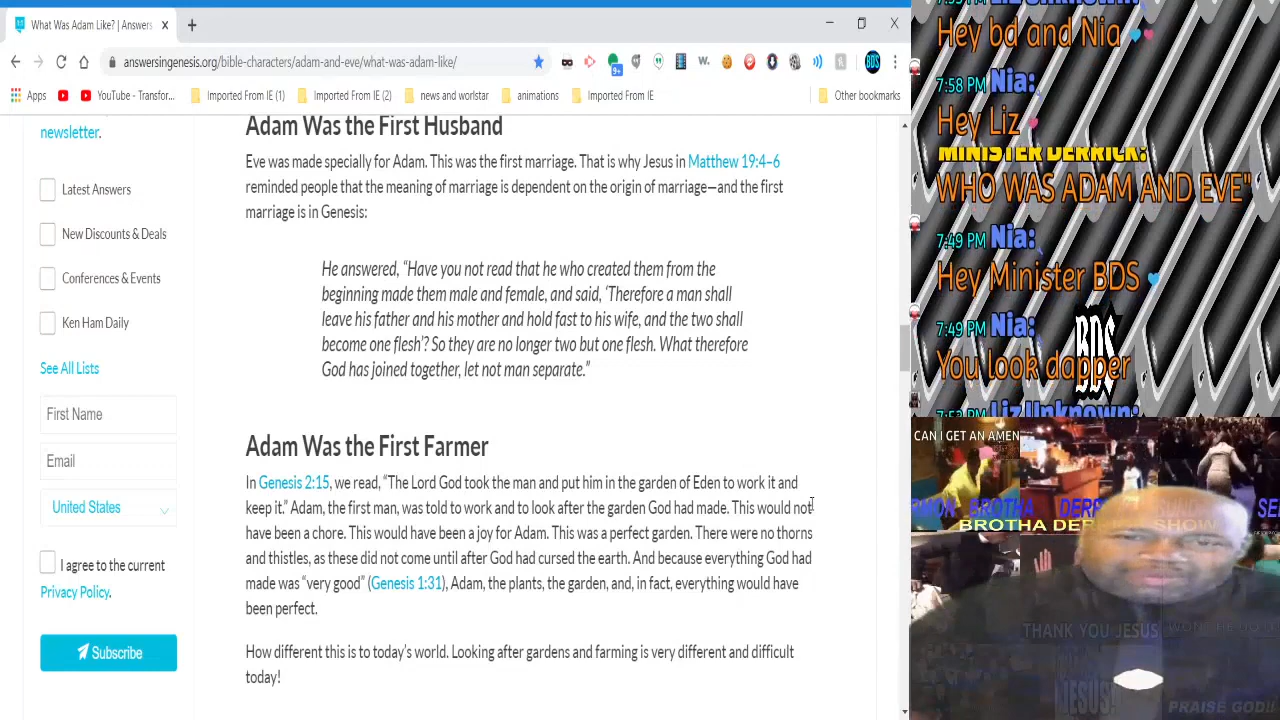 What Was Adam Like? | Answers
answersingenesis.org/bible-characters/adam-and-eve/what-was-adam-like/
9+
W.
BDS
Apps
YouTube - Transfor...
Imported From IE (1)
Imported From IE (2)
news and worlstar
animations
Imported From IE
Other bookmarks
newsletter.
Latest Answers
New Discounts & Deals
Conferences & Events
Ken Ham Daily
See All Lists
First Name
Email
United States
I agree to the current
Privacy Policy.
Subscribe
Adam Was the First Husband
Eve was made specially for Adam. This was the first marriage. That is why Jesus in Matthew 19:4–6
reminded people that the meaning of marriage is dependent on the origin of marriage—and the first
marriage is in Genesis:
He answered, “Have you not read that he who created them from the
beginning made them male and female, and said, ‘Therefore a man shall
leave his father and his mother and hold fast to his wife, and the two shall
become one flesh’? So they are no longer two but one flesh. What therefore
God has joined together, let not man separate.”
Adam Was the First Farmer
In Genesis 2:15, we read, “The Lord God took the man and put him in the garden of Eden to work it and
keep it.” Adam, the first man, was told to work and to look after the garden God had made. This would not
have been a chore. This would have been a joy for Adam. This was a perfect garden. There were no thorns
and thistles, as these did not come until after God had cursed the earth. And because everything God had
made was “very good” (Genesis 1:31), Adam, the plants, the garden, and, in fact, everything would have
been perfect.
How different this is to today’s world. Looking after gardens and farming is very different and difficult
today!
Hey bd and Nia
7:58 PM Nia:
Hey Liz
MINISTER DERRICK:
WHO WAS ADAM AND EVE"
7:49 PM Nia:
Hey Minister BDS
7:49 PM Nia:
You look dapper
7:53 PM Liz Unknown:
BDS
CAN I GET AN AMEN
BROTHA DER
SHOW
THANK YOU JESUS
JESUS
PRAISE GOD!!